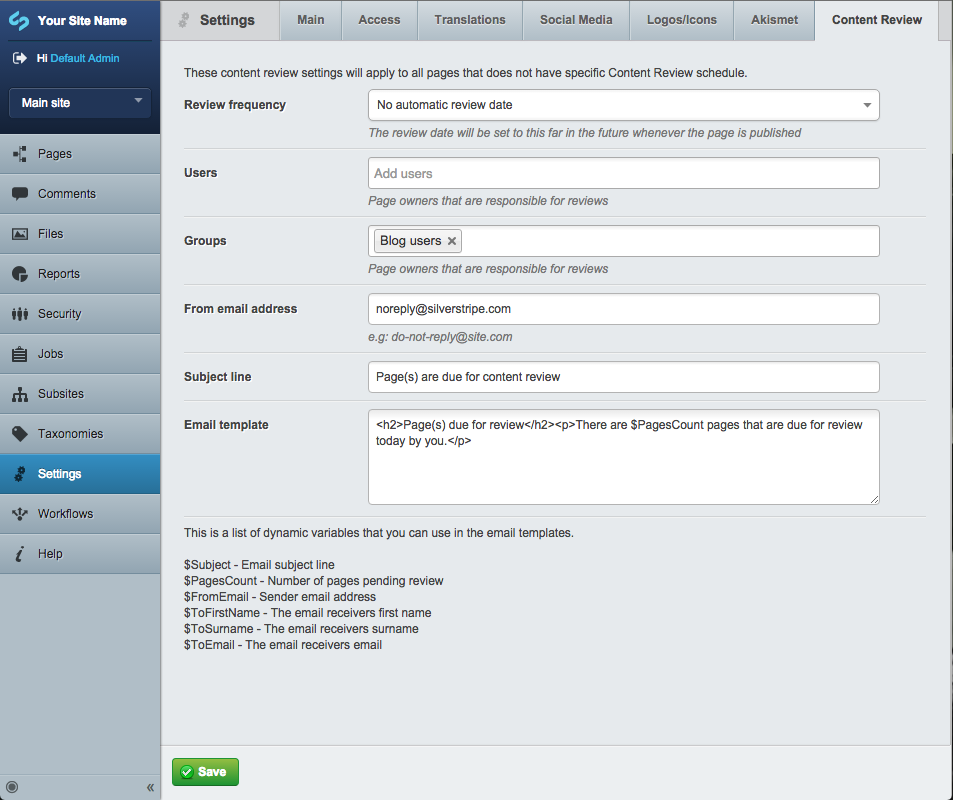 Your Site Name
Hi Default Admin
Main site
Pages
Comments
Files
Reports
Security
Jobs
Subsites
Taxonomies
Settings
Workflows
Help
«
Settings
Main
Access
Translations
Social Media
Logos/Icons
Akismet
Content Review
These content review settings will apply to all pages that does not have specific Content Review schedule.
Review frequency
No automatic review date
The review date will be set to this far in the future whenever the page is published
Users
Add users
Page owners that are responsible for reviews
Groups
Blog users ×
Page owners that are responsible for reviews
From email address
noreply@silverstripe.com
e.g: do-not-reply@site.com
Subject line
Page(s) are due for content review
Email template
<h2>Page(s) due for review</h2><p>There are $PagesCount pages that are due for review
today by you.</p>
This is a list of dynamic variables that you can use in the email templates.
$Subject - Email subject line
$PagesCount - Number of pages pending review
$FromEmail - Sender email address
$ToFirstName - The email receivers first name
$ToSurname - The email receivers surname
$ToEmail - The email receivers email
Save